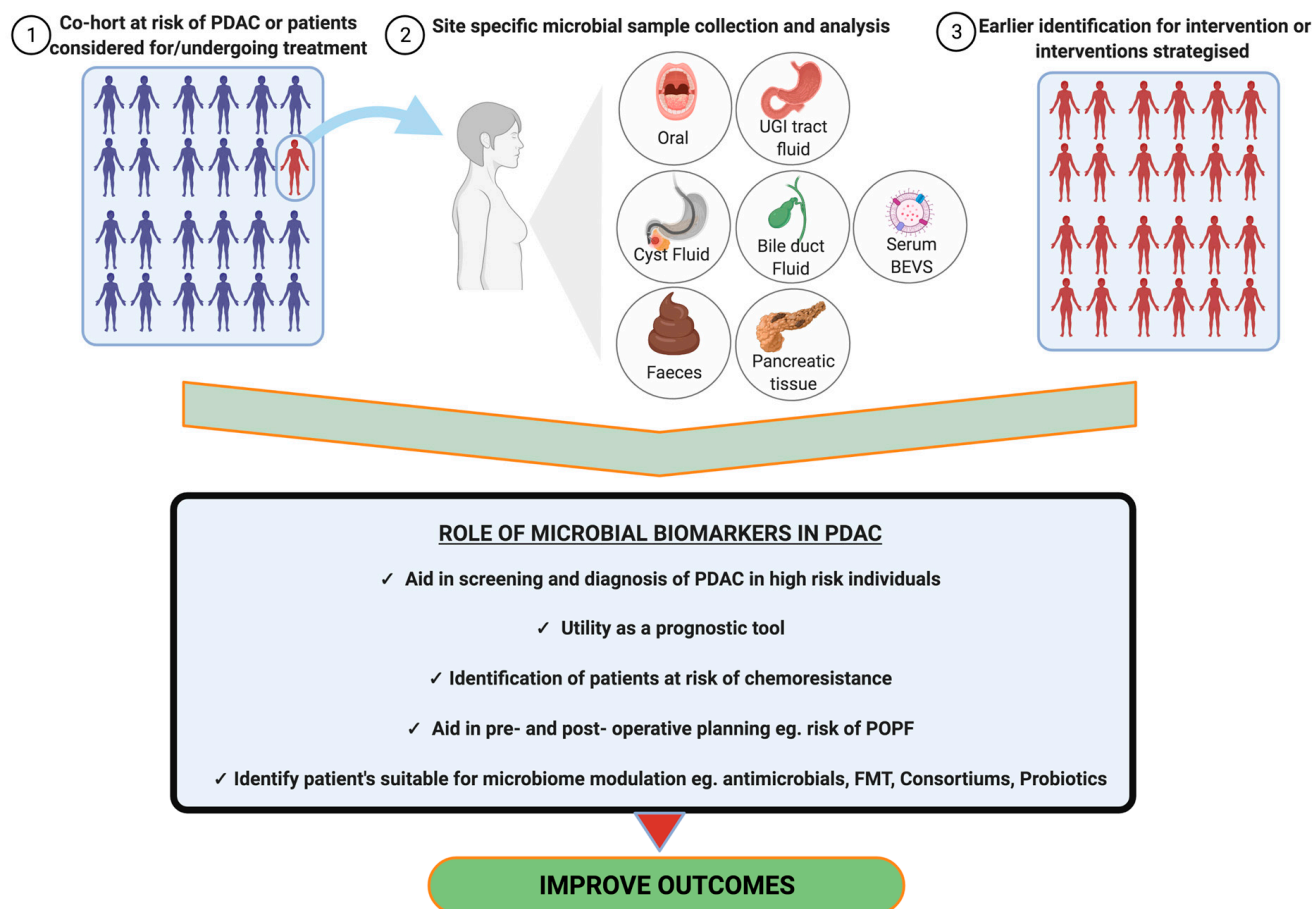 1
Co-hort at risk of PDAC or patients
considered for/undergoing treatment
2
Site specific microbial sample collection and analysis
3
Earlier identification for intervention or
interventions strategised
Oral
UGI tract
fluid
Cyst Fluid
Bile duct
Fluid
Serum
BEVS
Faeces
Pancreatic
tissue
ROLE OF MICROBIAL BIOMARKERS IN PDAC
✓ Aid in screening and diagnosis of PDAC in high risk individuals
✓ Utility as a prognostic tool
✓ Identification of patients at risk of chemoresistance
✓ Aid in pre- and post- operative planning eg. risk of POPF
✓ Identify patient's suitable for microbiome modulation eg. antimicrobials, FMT, Consortiums, Probiotics
IMPROVE OUTCOMES